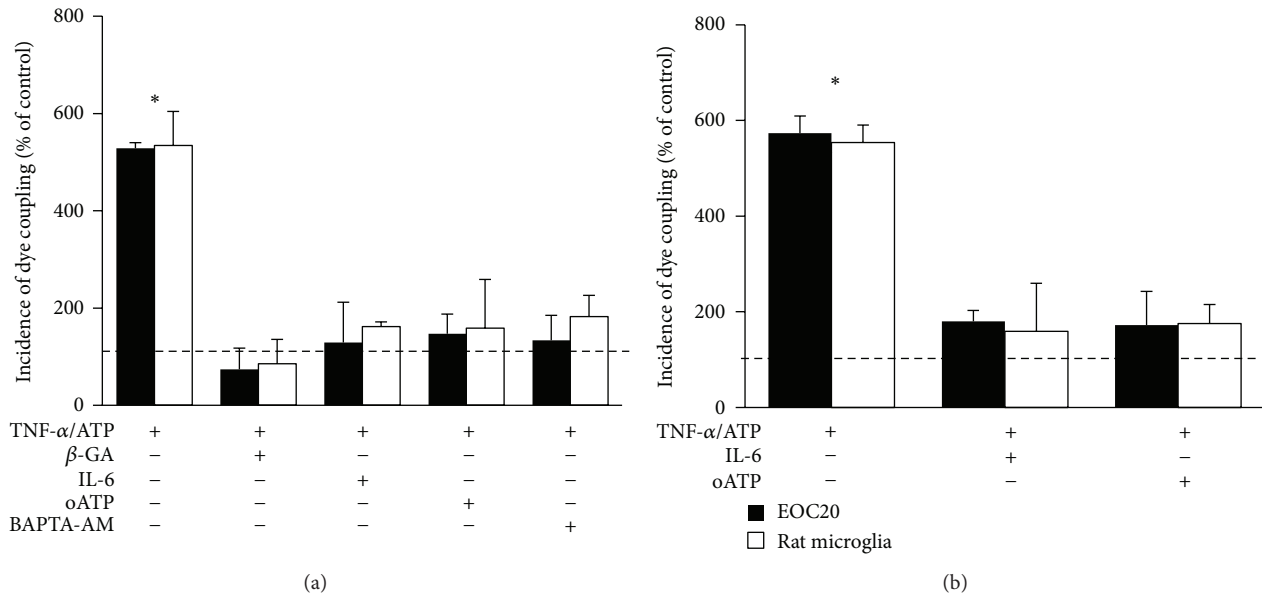 800
600
400
200
0
Incidence of dye coupling (% of control)
*
TNF-α/ATP + + + + +
β-GA − + − − −
IL-6 − − + − −
oATP − − − + −
BAPTA-AM − − − − +
(a)
800
600
400
200
0
Incidence of dye coupling (% of control)
*
TNF-α/ATP + + +
IL-6 − + −
oATP − − +
EOC20
Rat microglia
(b)